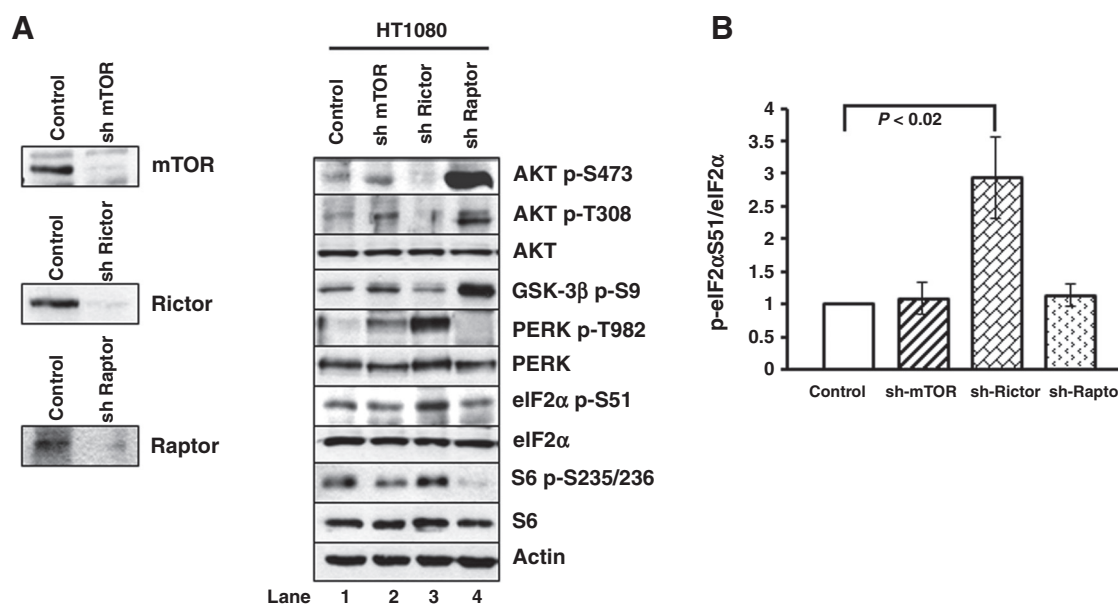 A
Control
sh mTOR
mTOR
Control
sh Rictor
Rictor
Control
sh Raptor
Raptor
HT1080
Control
sh mTOR
sh Rictor
sh Raptor
AKT p-S473
AKT p-T308
AKT
GSK-3β p-S9
PERK p-T982
PERK
eIF2α p-S51
eIF2α
S6 p-S235/236
S6
Actin
Lane 1 2 3 4
B
p-eIF2αS51/eIF2α
4
3.5
3
2.5
2
1.5
1
0.5
0
P < 0.02
Control sh-mTOR sh-Rictor sh-Rapto